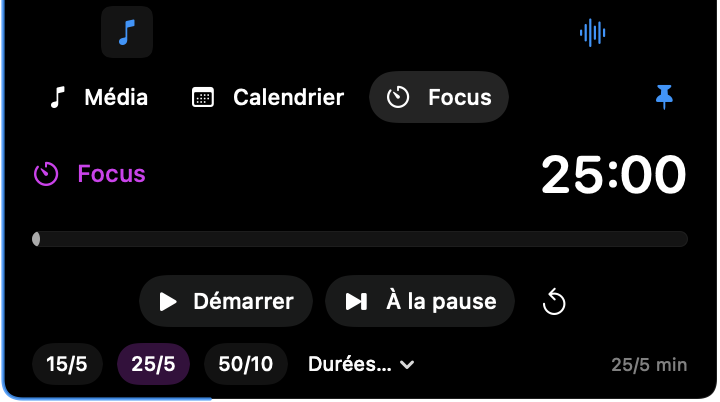 Média Calendrier Focus
Focus 25:00
Démarrer À la pause
15/5 25/5 50/10 Durées... 25/5 min